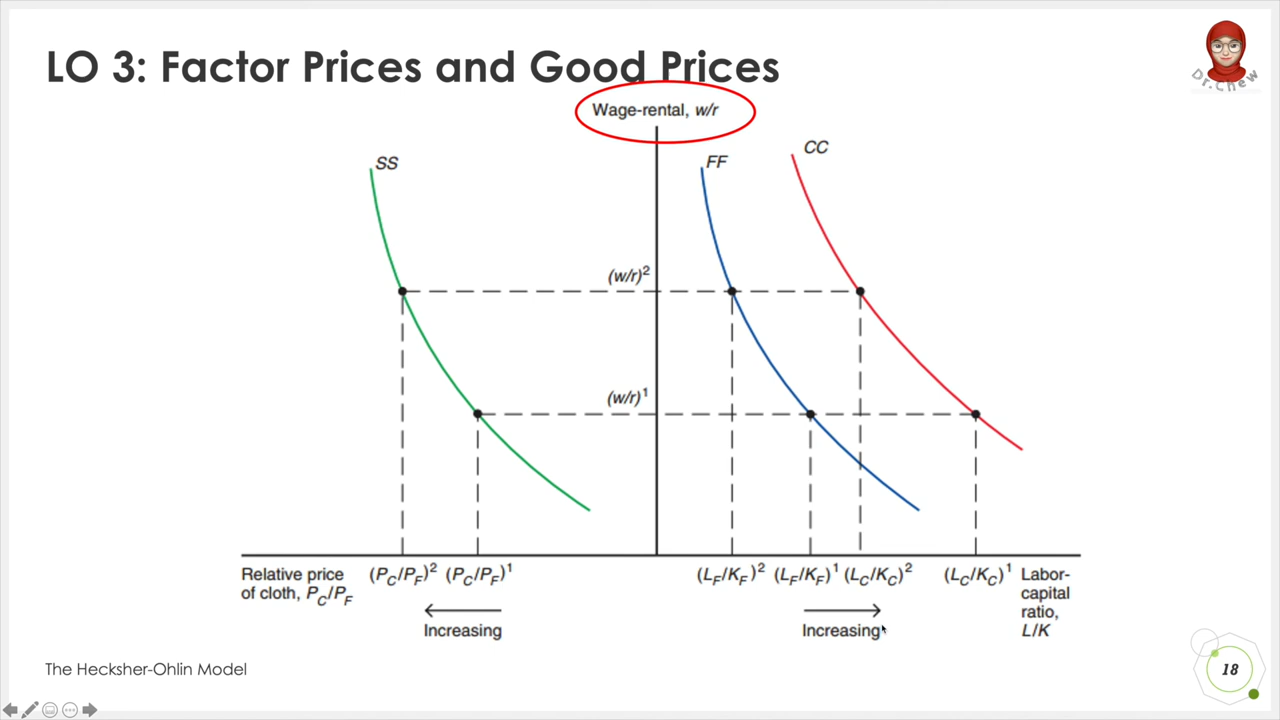 LO 3: Factor Prices and Good Prices
Dr.Chew
Wage-rental, w/r
SS
FF
CC
(w/r)²
(w/r)¹
Relative price
of cloth, P_C/P_F
(P_C/P_F)² (P_C/P_F)¹
Increasing
(L_F/K_F)² (L_F/K_F)¹ (L_C/K_C)² (L_C/K_C)¹
Increasing
Labor-
capital
ratio,
L/K
The Hecksher-Ohlin Model
18